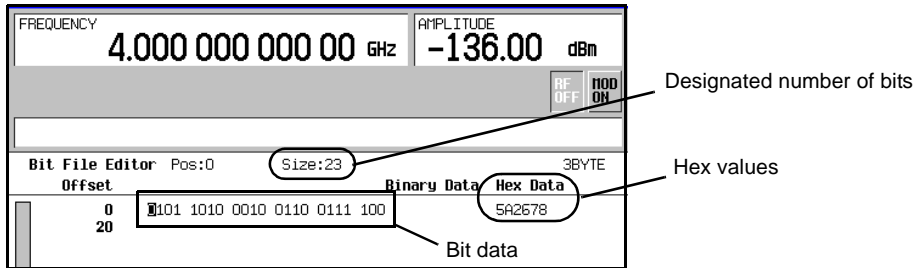 FREQUENCY AMPLITUDE
4.000 000 000 00 GHz -136.00 dBm
RF OFF MOD ON
Designated number of bits
Bit File Editor Pos:0 Size:23 3BYTE
Hex values
Offset Binary Data Hex Data
0 0101 1010 0010 0110 0111 100 5A2678
20
Bit data